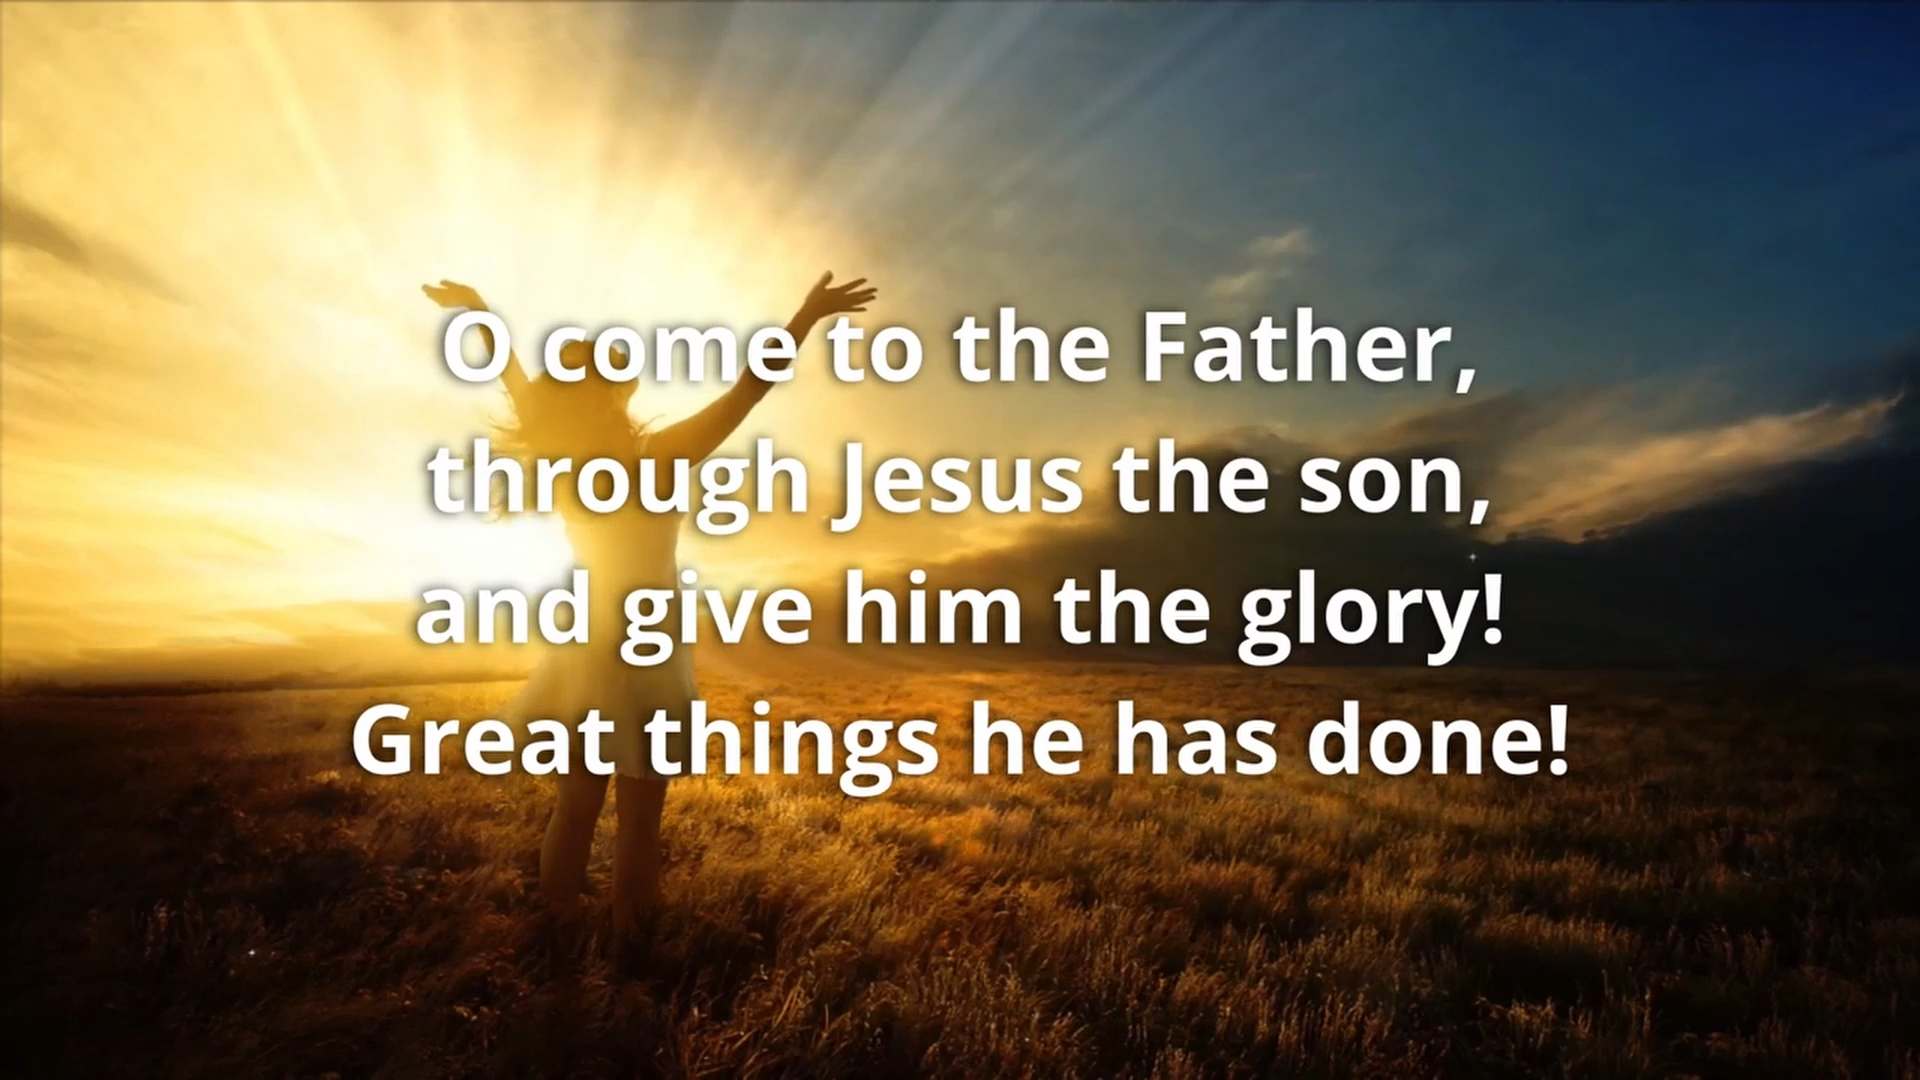 O come to the Father,
through Jesus the son,
and give him the glory!
Great things he has done!